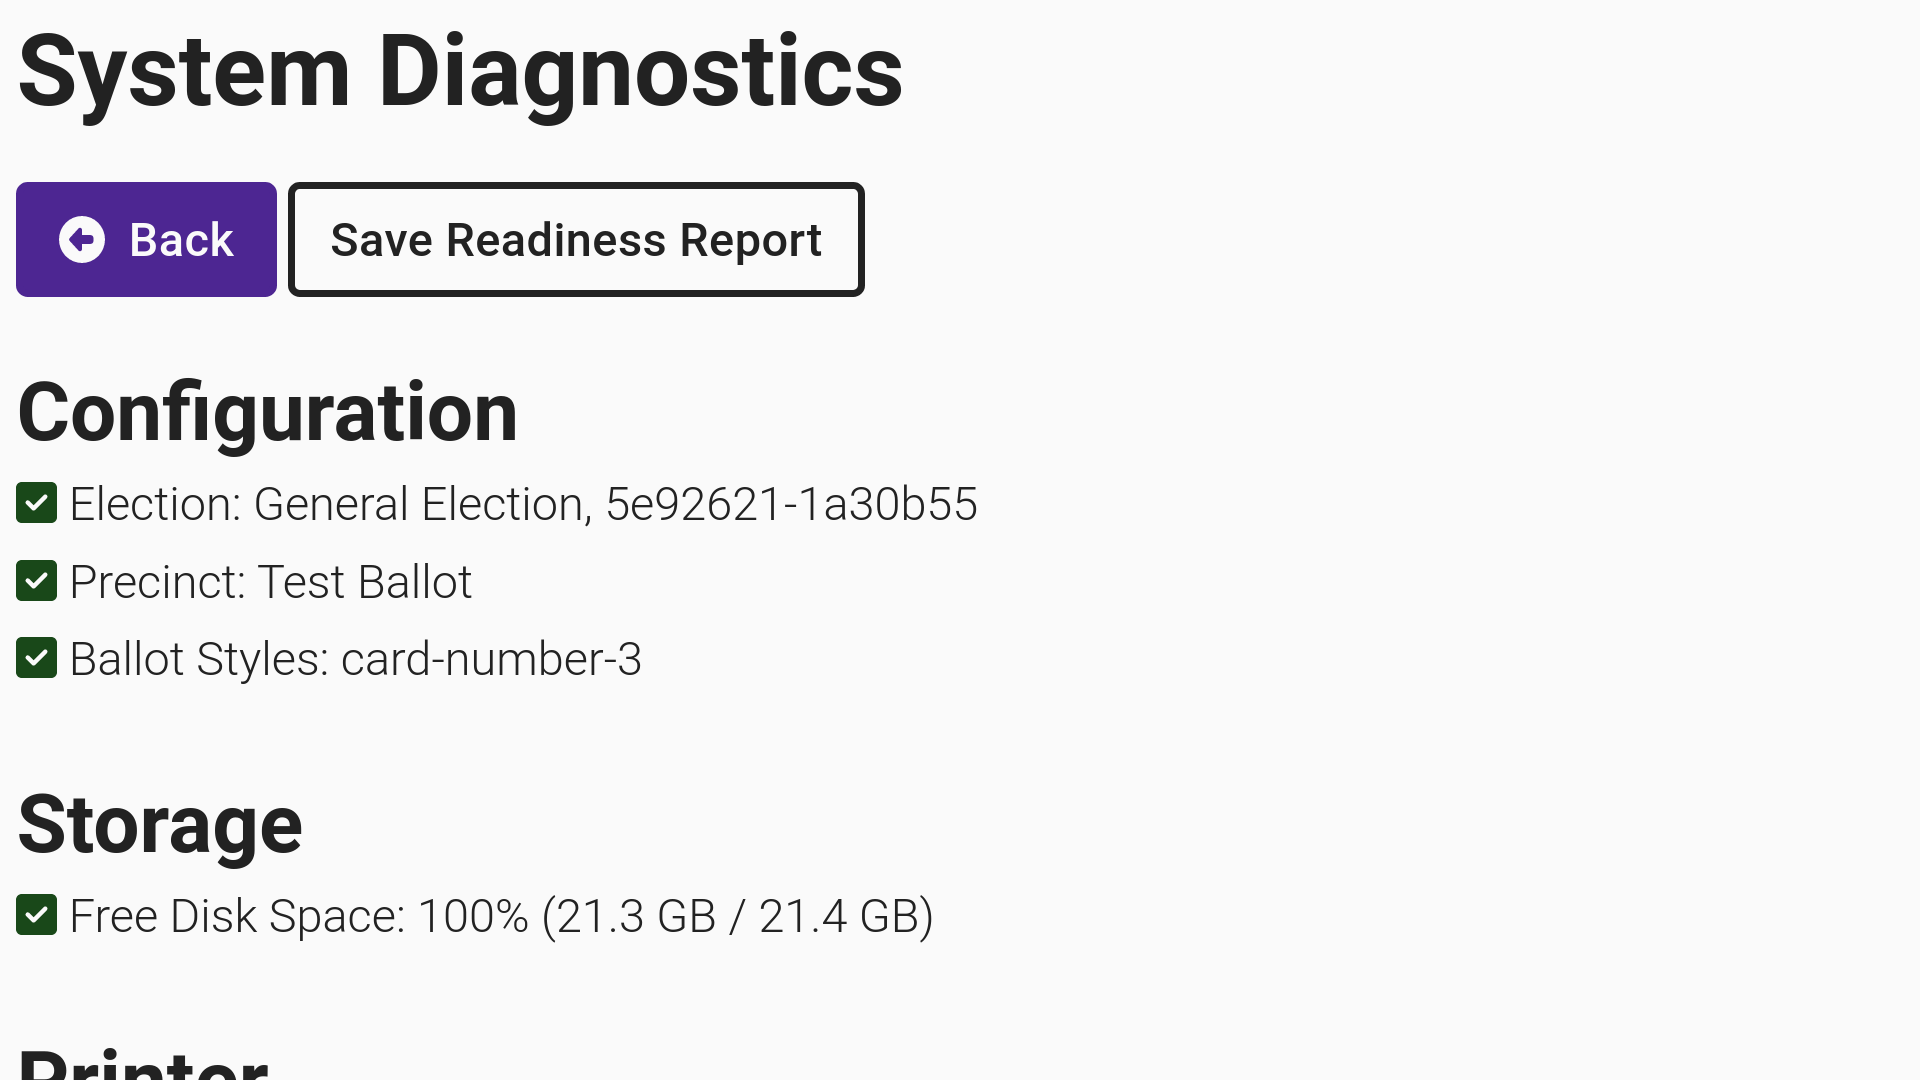 System Diagnostics
Back
Save Readiness Report
Configuration
Election: General Election, 5e92621-1a30b55
Precinct: Test Ballot
Ballot Styles: card-number-3
Storage
Free Disk Space: 100% (21.3 GB / 21.4 GB)
Printer